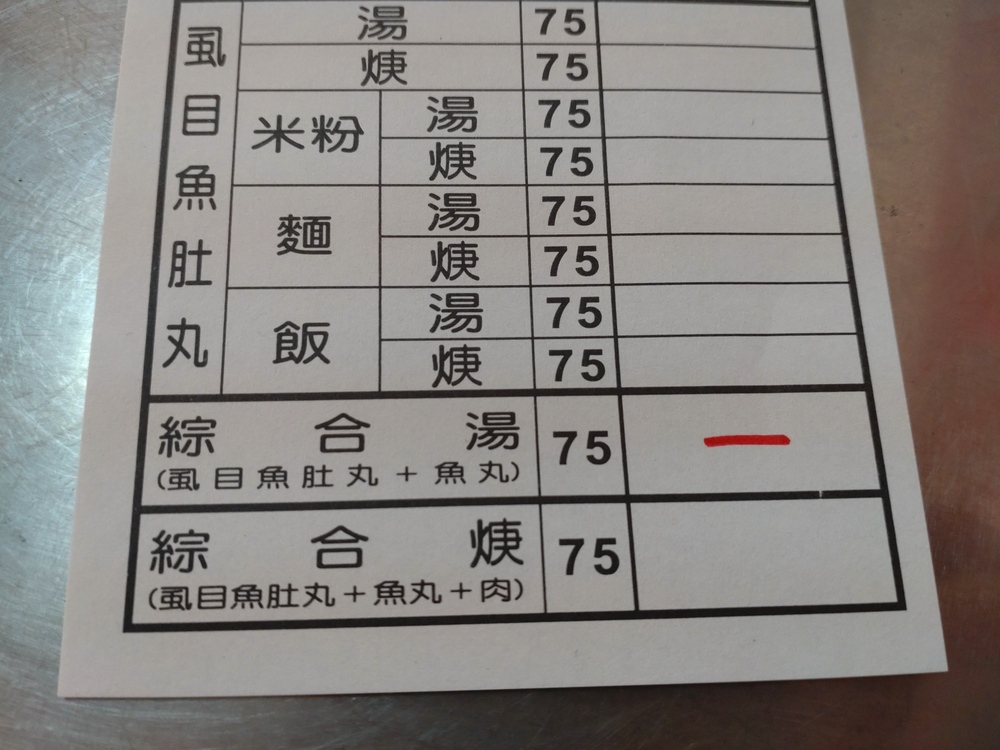 虱目魚肚丸
湯 75
焿 75
米粉 湯 75
焿 75
麵 湯 75
焿 75
飯 湯 75
焿 75
綜合湯 75 一
(虱目魚肚丸+魚丸)
綜合焿 75
(虱目魚肚丸+魚丸+肉)